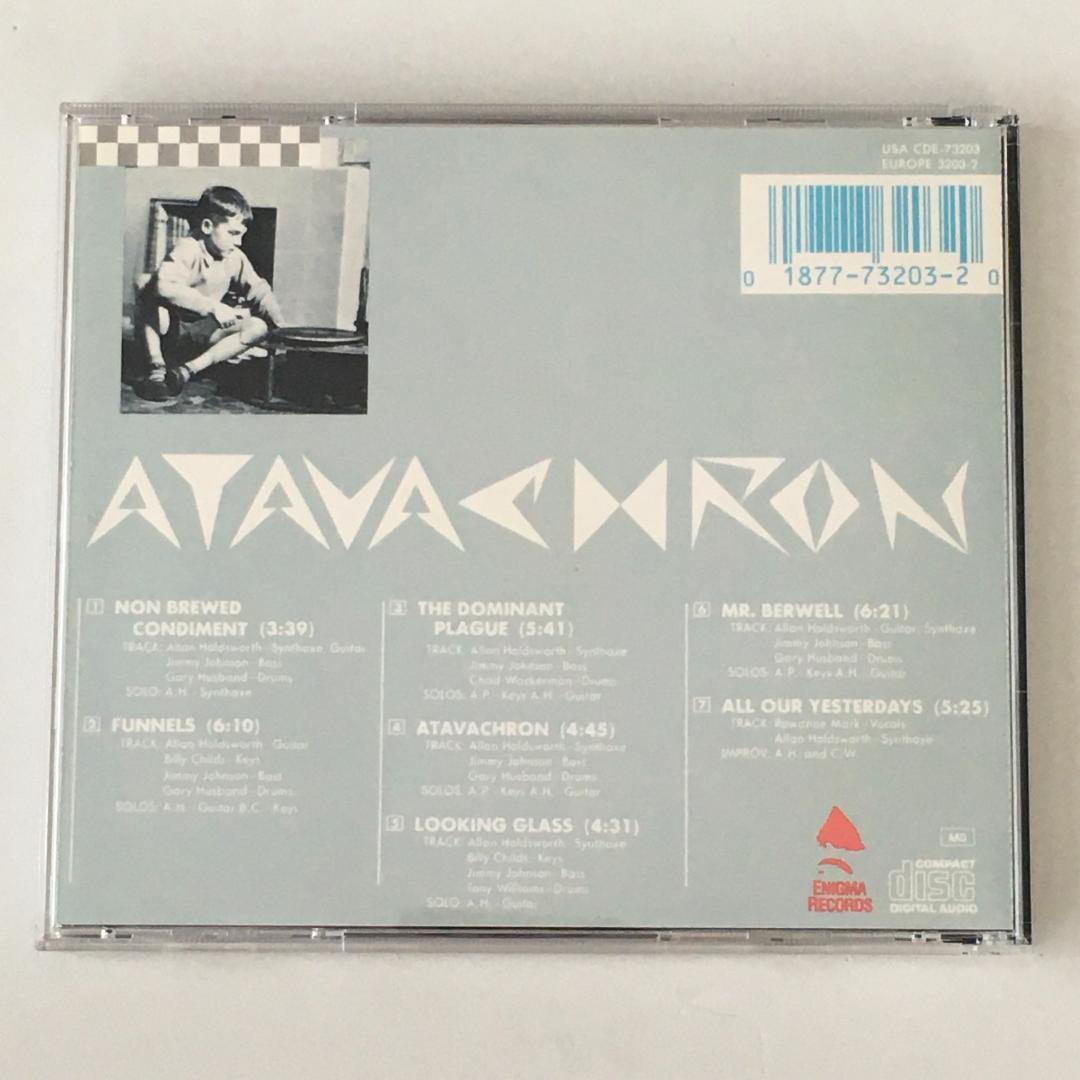 USA CDE-73203
EUROPE 3203-2
0 1877-73203-2 0
ATAVACHRON
1 NON BREWED
CONDIMENT (3:39)
TRACK: Allan Holdsworth - Synthaxe, Guitar
Jimmy Johnson - Bass
Gary Husband - Drums
SOLO: A.H. - Synthaxe
2 FUNNELS (6:10)
TRACK: Allan Holdsworth - Guitar
Billy Childs - Keys
Jimmy Johnson - Bass
Gary Husband - Drums
SOLOS: A.H. - Guitar B.C. - Keys
3 THE DOMINANT
PLAGUE (5:41)
TRACK: Allan Holdsworth - Synthaxe
Jimmy Johnson - Bass
Chad Wackerman - Drums
SOLOS: A.P. - Keys A.H. - Guitar
4 ATAVACHRON (4:45)
TRACK: Allan Holdsworth - Synthaxe
Jimmy Johnson - Bass
Gary Husband - Drums
SOLOS: A.P. - Keys A.H. - Guitar
5 LOOKING GLASS (4:31)
TRACK: Allan Holdsworth - Synthaxe
Billy Childs - Keys
Jimmy Johnson - Bass
Tony Williams - Drums
SOLO: A.H. - Guitar
6 MR. BERWELL (6:21)
TRACK: Allan Holdsworth - Guitar, Synthaxe
Jimmy Johnson - Bass
Gary Husband - Drums
SOLOS: A.P. - Keys A.H. - Guitar
7 ALL OUR YESTERDAYS (5:25)
TRACK: Rowanne Mark - Vocals
Allan Holdsworth - Synthaxe
IMPROV: A.H. and C.W.
ENIGMA
RECORDS
COMPACT
disc
DIGITAL AUDIO